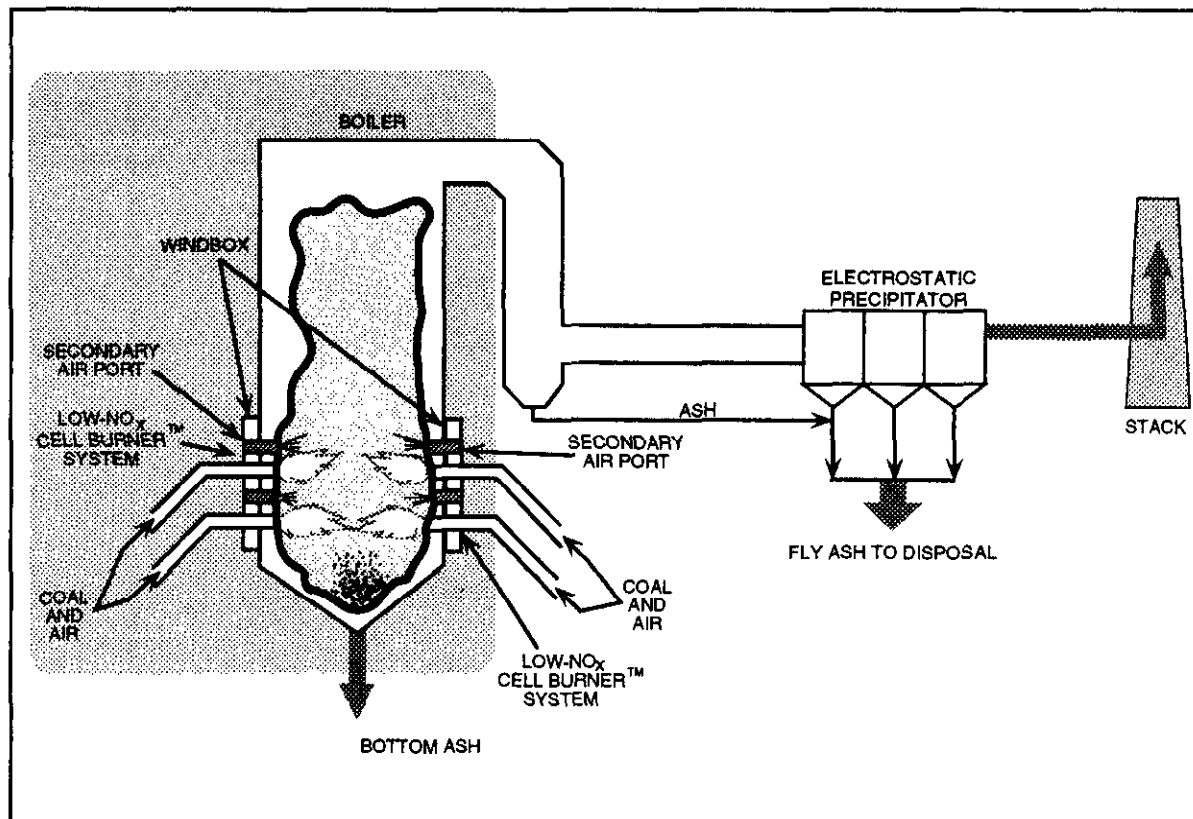 BOILER
WINDBOX
SECONDARY
AIR PORT
LOW-NOX
CELL BURNER™
SYSTEM
COAL
AND
AIR
BOTTOM ASH
ELECTROSTATIC
PRECIPITATOR
ASH
SECONDARY
AIR PORT
STACK
FLY ASH TO DISPOSAL
COAL
AND
AIR
LOW-NOX
CELL BURNER™
SYSTEM